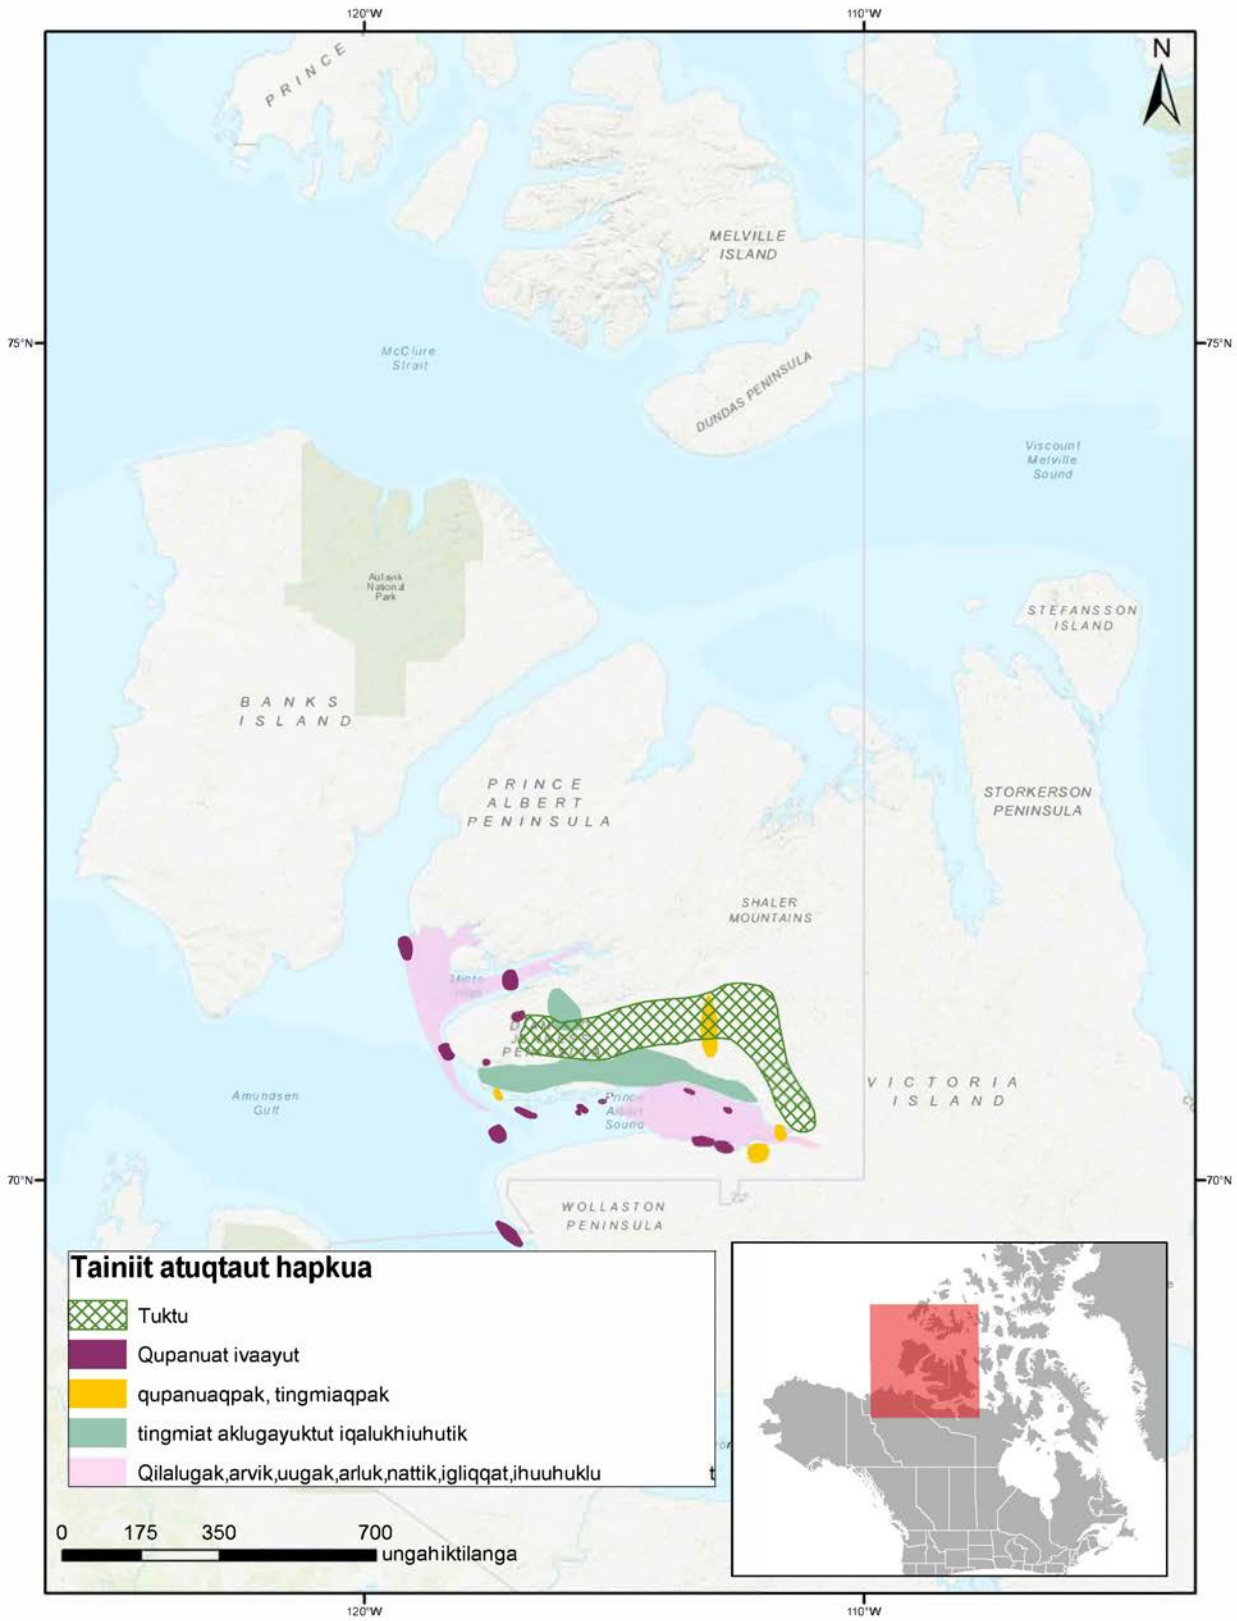 120°W
110°W
N
PRINCE
MELVILLE
ISLAND
75°N
75°N
McClure
Strait
DUNDAS PENINSULA
Viscount
Melville
Sound
Aulavik
National
Park
STEFANSSON
ISLAND
BANKS
ISLAND
PRINCE
ALBERT
PENINSULA
STORKERSON
PENINSULA
SHALER
MOUNTAINS
Minto
PENINSULA
VICTORIA
ISLAND
Amundsen
Gulf
Prince
Albert
Sound
70°N
70°N
WOLLASTON
PENINSULA
Tainiit atuqtaut hapkua
Tuktu
Qupanuat ivaayut
qupanuaqpak, tingmiaqpak
tingmiat aklugayuktut iqalukhiuhutik
Qilalugak,arvik,uugak,arluk,nattik,igliqqat,ihuuhuklu t
0 175 350 700
ungahiktilanga
120°W
110°W